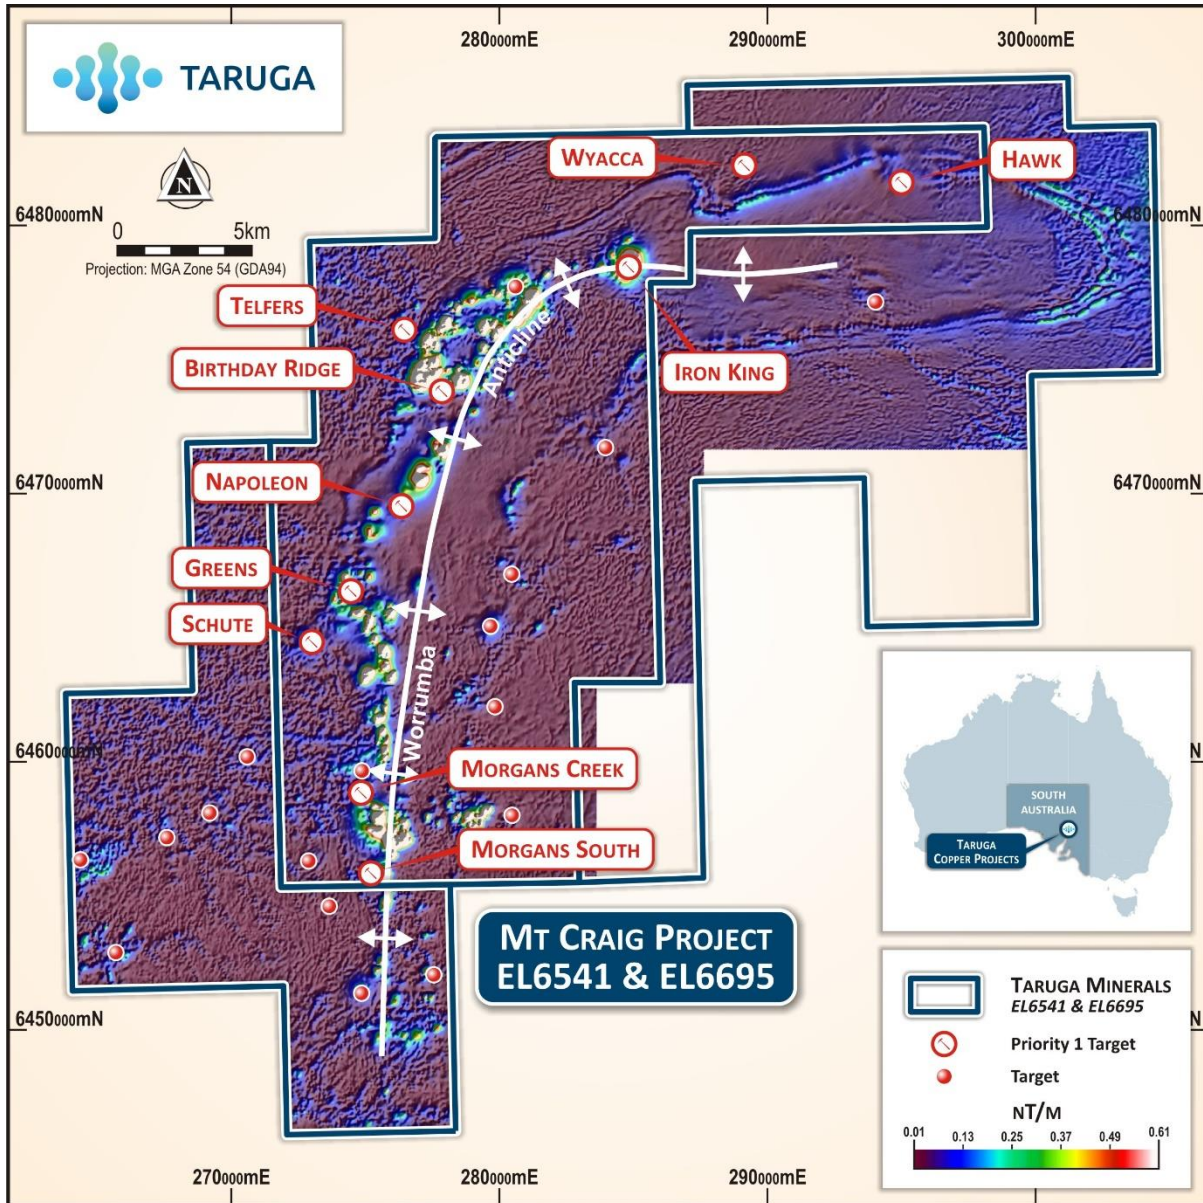 280000mE
290000mE
300000mE
TARUGA
N
0
5km
Projection: MGA Zone 54 (GDA94)
6480000mN
6480000mN
WYACCA
HAWK
TELFERS
BIRTHDAY RIDGE
IRON KING
Anticline
NAPOLEON
6470000mN
6470000mN
GREENS
SCHUTE
Worrumba
6460000mN
MORGANS CREEK
MORGANS SOUTH
MT CRAIG PROJECT
EL6541 & EL6695
SOUTH
AUSTRALIA
TARUGA
COPPER PROJECTS
6450000mN
TARUGA MINERALS
EL6541 & EL6695
Priority 1 Target
Target
NT/M
0.01
0.13
0.25
0.37
0.49
0.61
270000mE
280000mE
290000mE